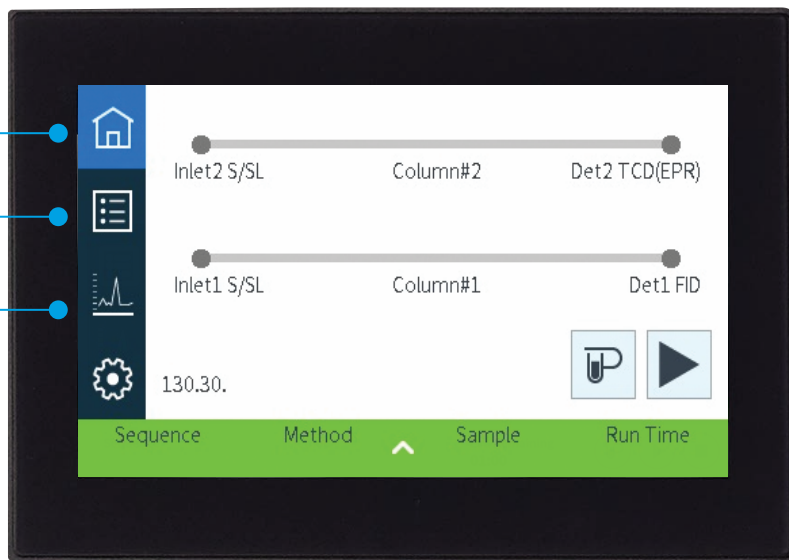 Inlet2 S/SL Column#2 Det2 TCD(EPR)
Inlet1 S/SL Column#1 Det1 FID
130.30.
Sequence Method Sample Run Time